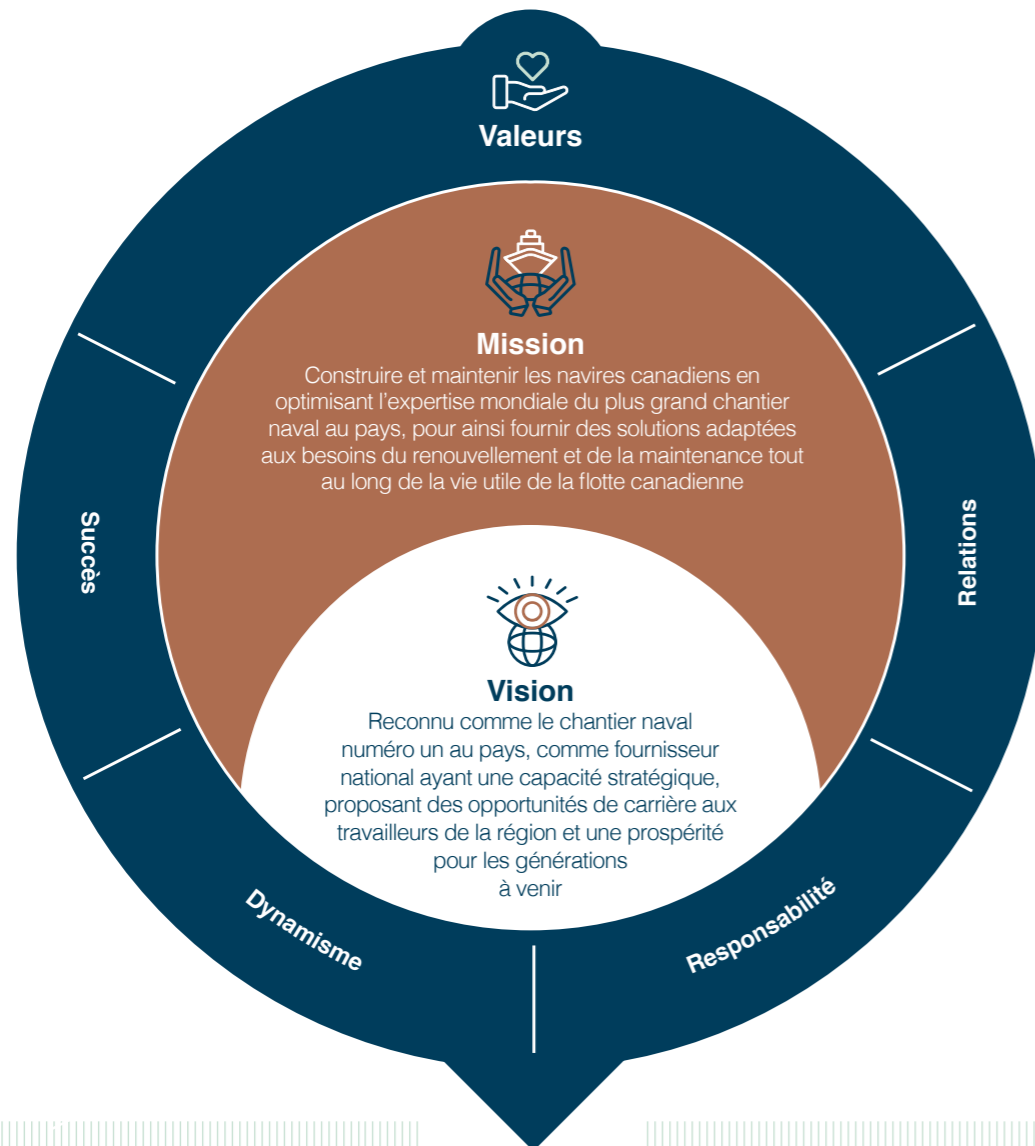 Valeurs
Mission
Construire et maintenir les navires canadiens en
optimisant l’expertise mondiale du plus grand chantier
naval au pays, pour ainsi fournir des solutions adaptées
aux besoins du renouvellement et de la maintenance tout
au long de la vie utile de la flotte canadienne
Succès
Relations
Vision
Reconnu comme le chantier naval
numéro un au pays, comme fournisseur
national ayant une capacité stratégique,
proposant des opportunités de carrière aux
travailleurs de la région et une prospérité
pour les générations
à venir
Dynamisme
Responsabilité